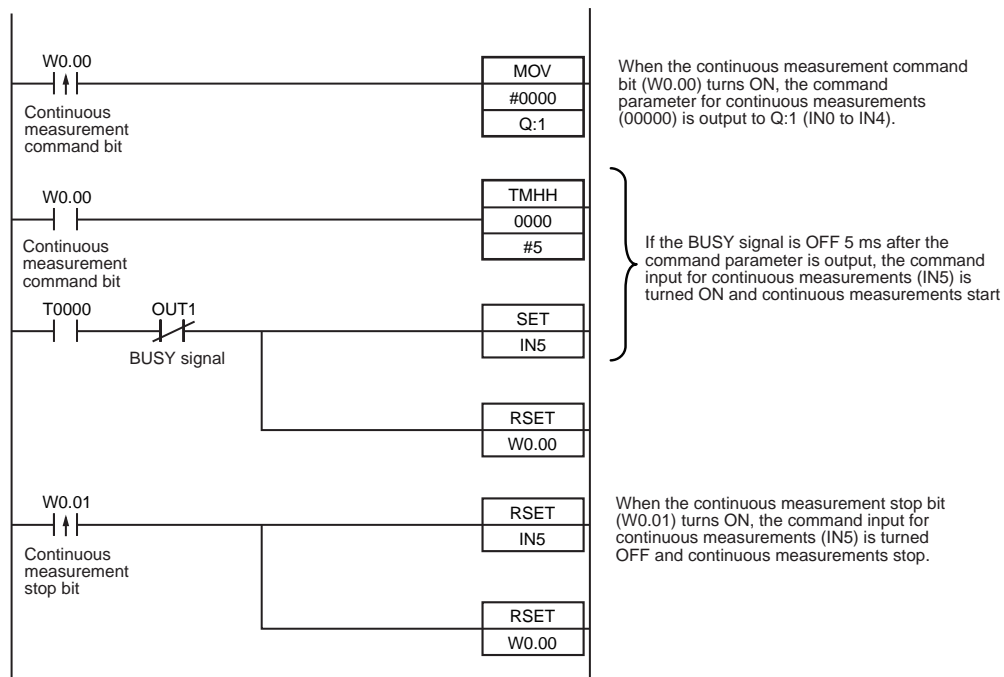 W0.00
MOV
#0000
Q:1
Continuous
measurement
command bit
When the continuous measurement command
bit (W0.00) turns ON, the command
parameter for continuous measurements
(00000) is output to Q:1 (IN0 to IN4).
W0.00
TMHH
0000
#5
Continuous
measurement
command bit
If the BUSY signal is OFF 5 ms after the
command parameter is output, the command
input for continuous measurements (IN5) is
turned ON and continuous measurements start
T0000
OUT1
SET
IN5
BUSY signal
RSET
W0.00
W0.01
RSET
IN5
Continuous
measurement
stop bit
When the continuous measurement stop bit
(W0.01) turns ON, the command input for
continuous measurements (IN5) is turned
OFF and continuous measurements stop.
RSET
W0.00